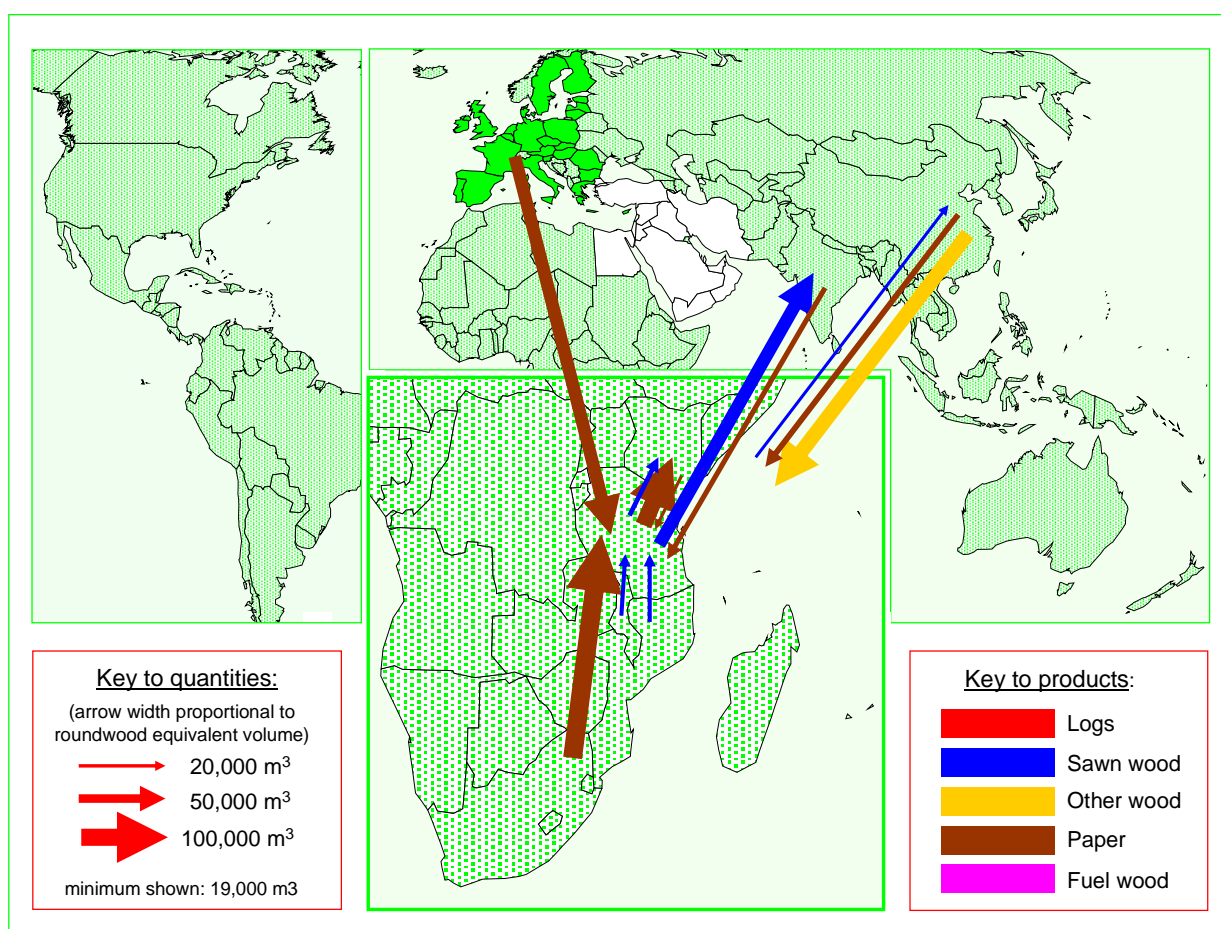 Key to quantities:
(arrow width proportional to
roundwood equivalent volume)
20,000 m³
50,000 m³
100,000 m³
minimum shown: 19,000 m3
Key to products:
Logs
Sawn wood
Other wood
Paper
Fuel wood